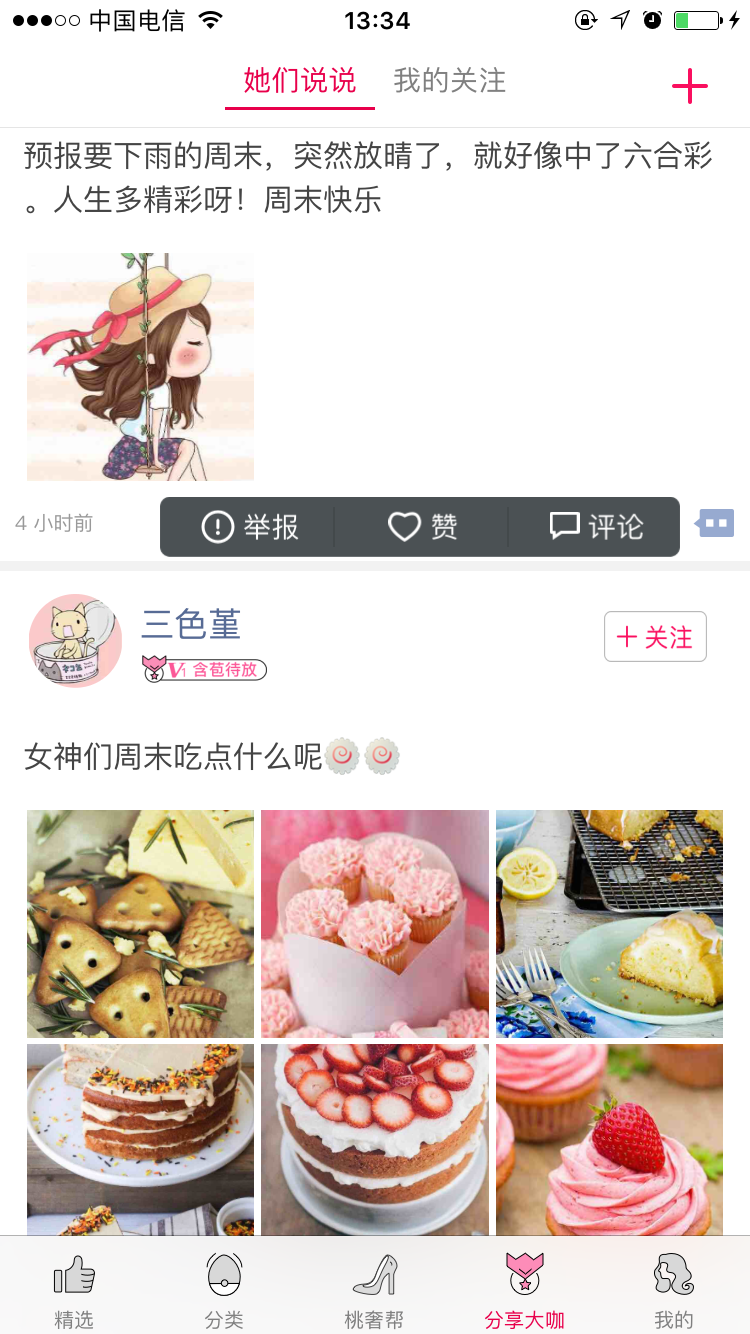 中国电信
13:34
她们说说
我的关注
预报要下雨的周末，突然放晴了，就好像中了六合彩
。人生多精彩呀！周末快乐
4 小时前
举报
赞
评论
三色堇
V1 含苞待放
关注
女神们周末吃点什么呢
精选
分类
桃奢帮
分享大咖
我的